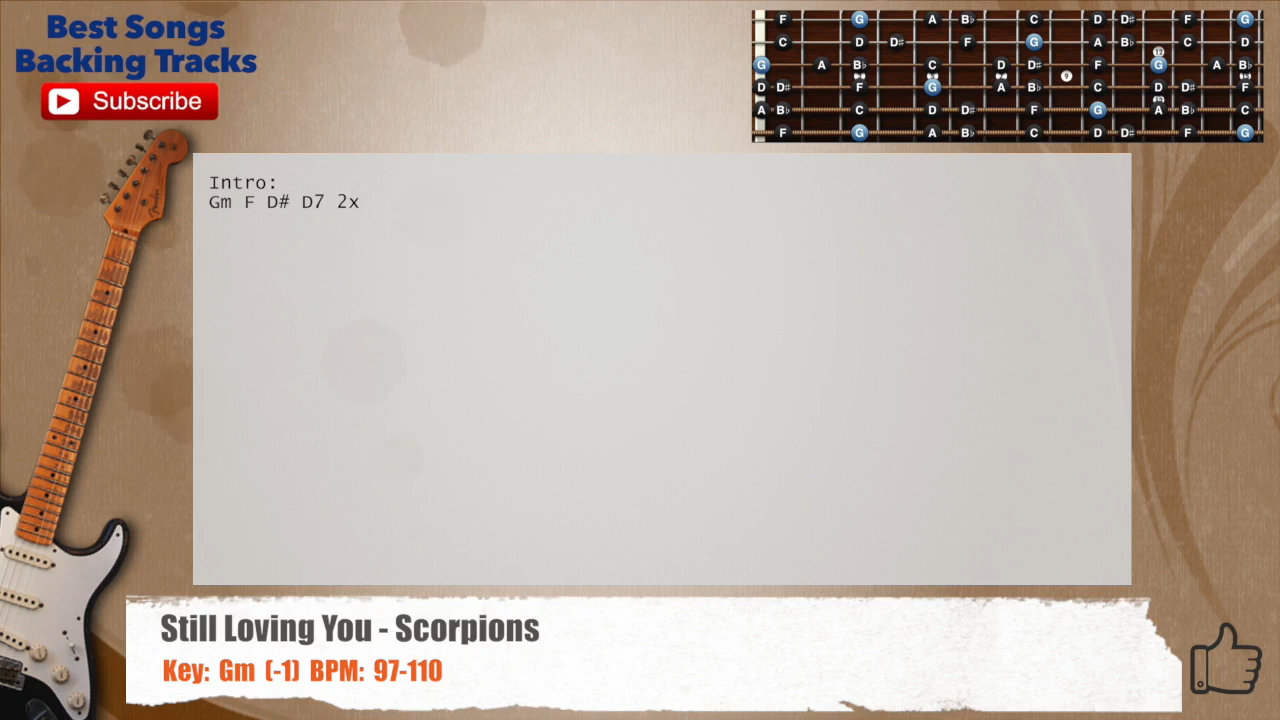 Best Songs
Backing Tracks
Subscribe
F G A B♭ C D D# F G
C D D# F G A B♭ C D
G A B♭ C D D# F G A B♭
D D# F G A B♭ C D D# F
A B♭ C D D# F G A B♭ C
F G A B♭ C D D# F G
Intro:
Gm F D# D7 2x
Still Loving You - Scorpions
Key: Gm (-1) BPM: 97-110